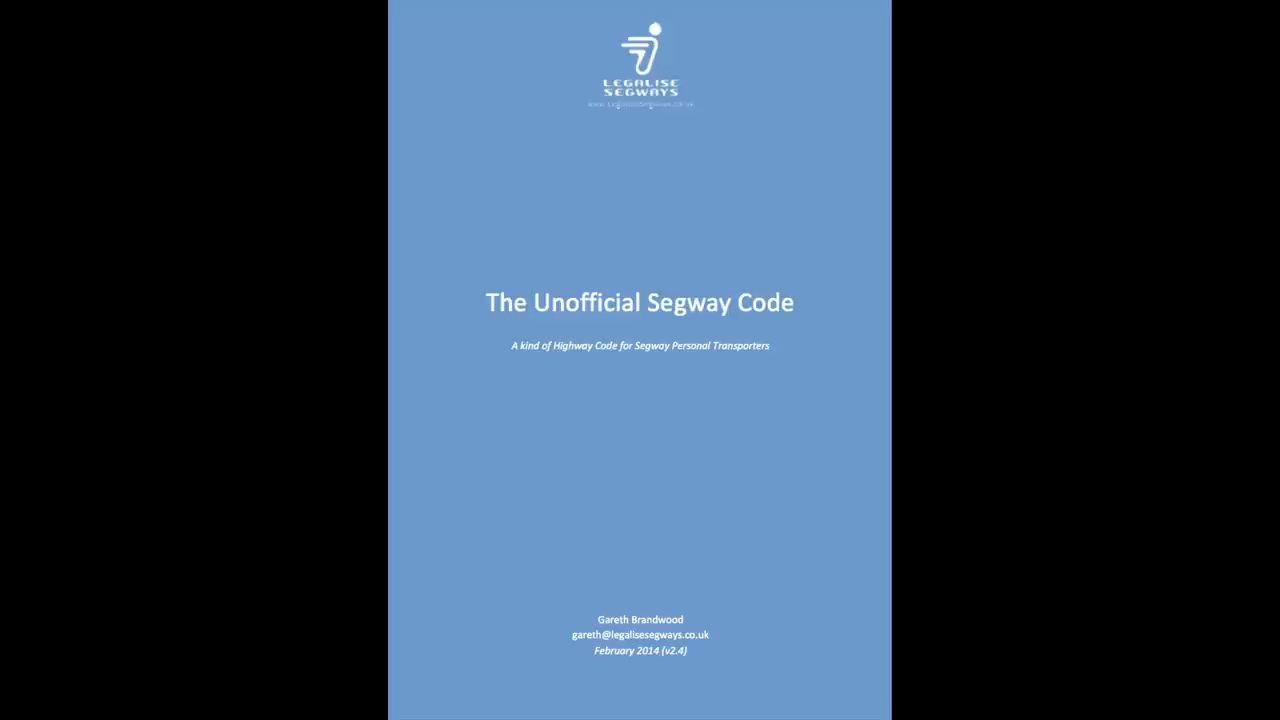 LEGALISE
SEGWAYS
The Unofficial Segway Code
A kind of Highway Code for Segway Personal Transporters
Gareth Brandwood
gareth@legalisesegways.co.uk
February 2014 (v2.4)